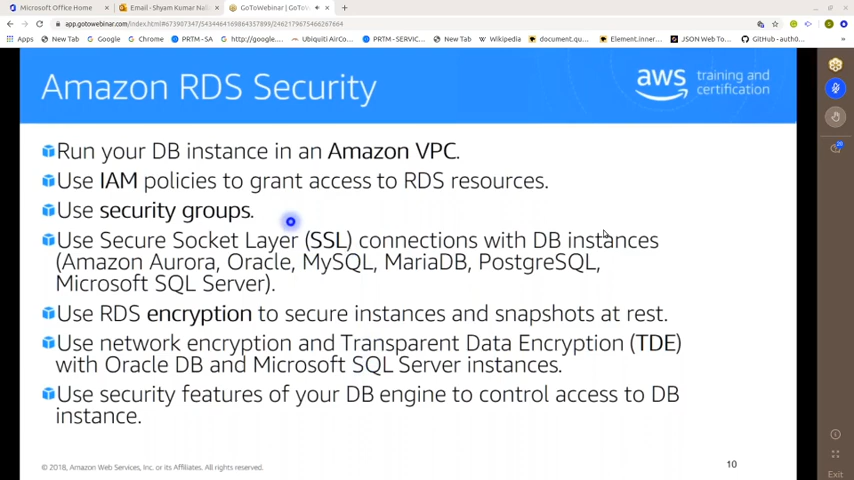 Microsoft Office Home
Email - Shyam Kumar Nai
GoToWebinar | GoTo
app.gotowebinar.com/index.html#673907347/5434464169864357899/2462179675466267664
Apps
New Tab
Google
Chrome
PRTM -SA
http://google....
Ubiquiti AirCo...
PRTM -SERVIC...
New Tab
Wikipedia
document.qu...
Element.inner...
JSON Web To...
GitHub - auth0...
Amazon RDS Security
aws training and
certification
Run your DB instance in an Amazon VPC.
Use IAM policies to grant access to RDS resources.
Use security groups.
Use Secure Socket Layer (SSL) connections with DB instances
(Amazon Aurora, Oracle, MySQL, MariaDB, PostgreSQL,
Microsoft SQL Server).
Use RDS encryption to secure instances and snapshots at rest.
Use network encryption and Transparent Data Encryption (TDE)
with Oracle DB and Microsoft SQL Server instances.
Use security features of your DB engine to control access to DB
instance.
© 2018, Amazon Web Services, Inc. or its Affiliates. All rights reserved.
10
Exit